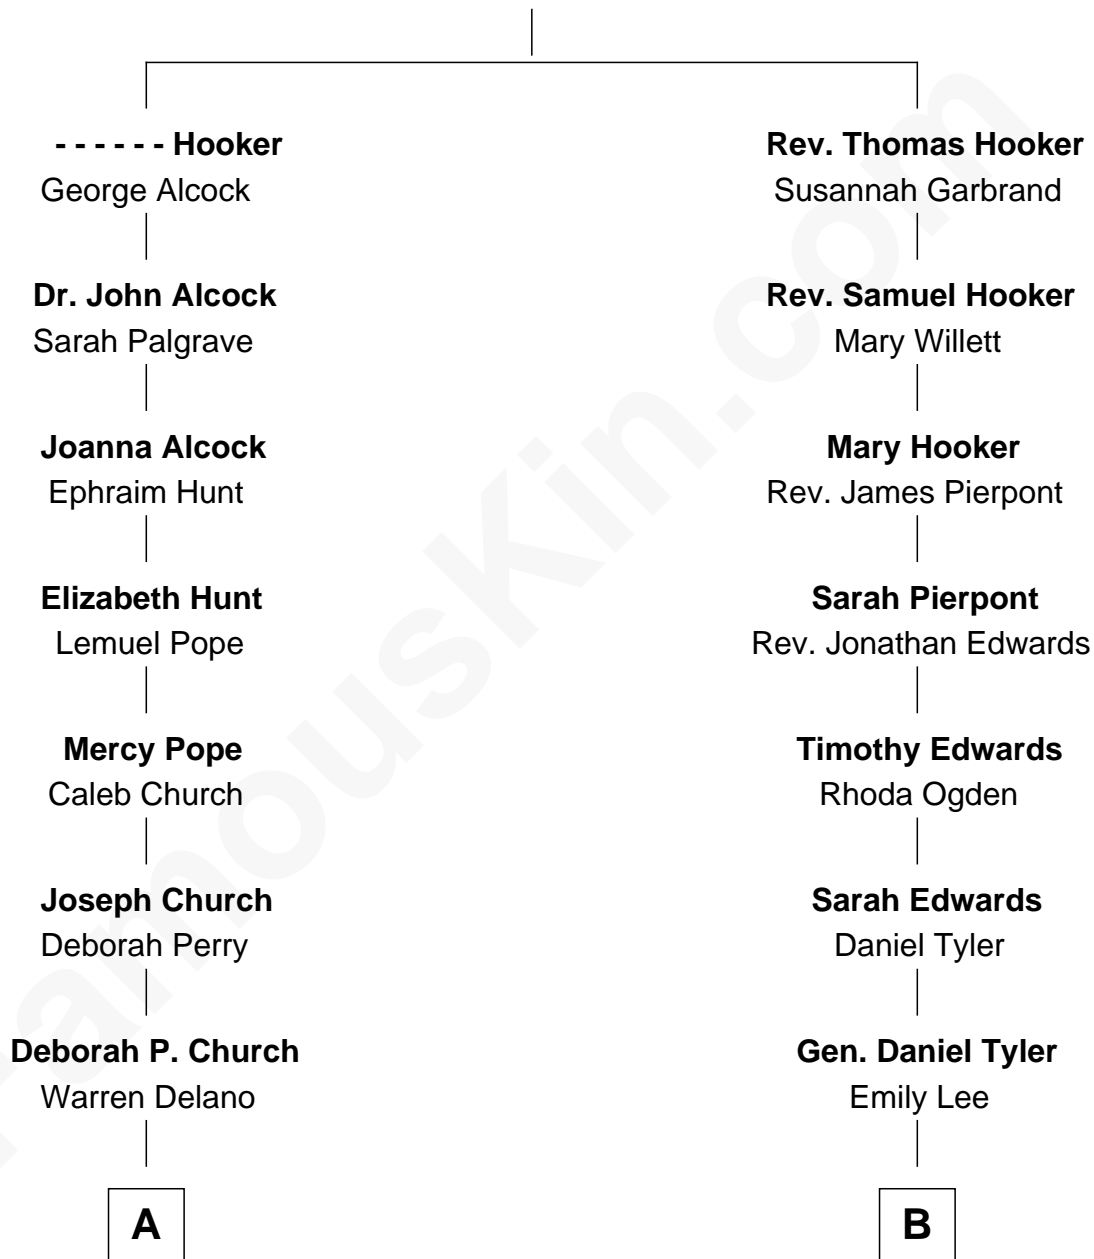 - - - - - - Hooker
George Alcock
Dr. John Alcock
Sarah Palgrave
Joanna Alcock
Ephraim Hunt
Elizabeth Hunt
Lemuel Pope
Mercy Pope
Caleb Church
Joseph Church
Deborah Perry
Deborah P. Church
Warren Delano
A
Rev. Thomas Hooker
Susannah Garbrand
Rev. Samuel Hooker
Mary Willett
Mary Hooker
Rev. James Pierpont
Sarah Pierpont
Rev. Jonathan Edwards
Timothy Edwards
Rhoda Ogden
Sarah Edwards
Daniel Tyler
Gen. Daniel Tyler
Emily Lee
B
FamousKin.com